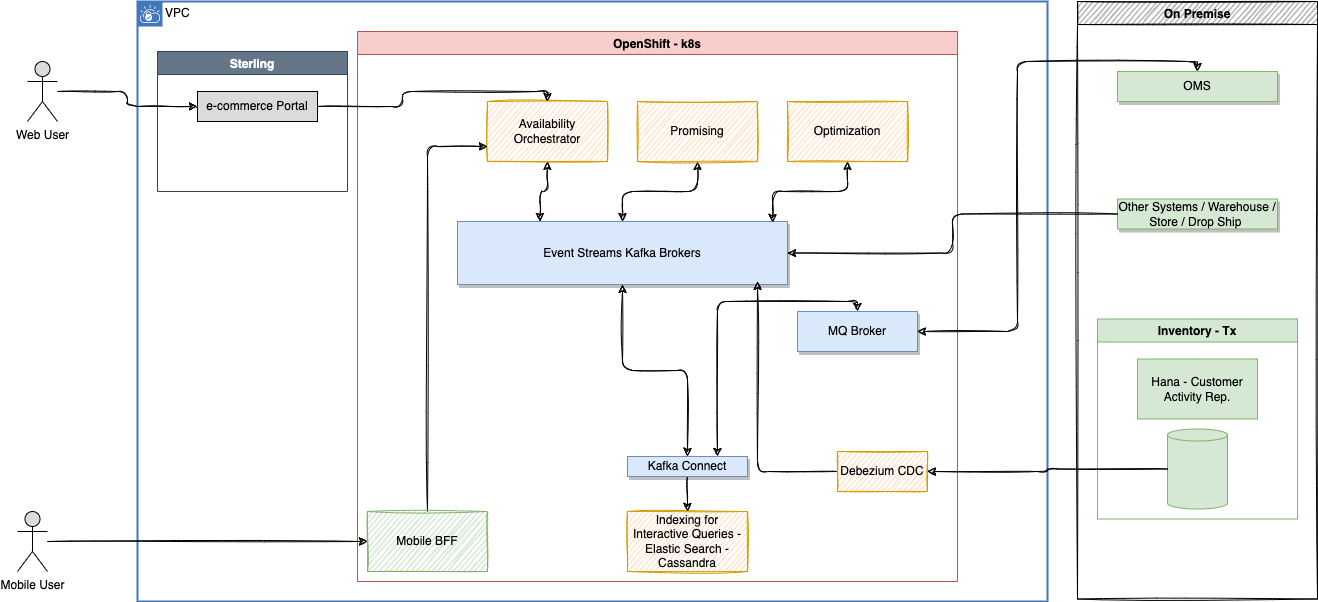 VPC
On Premise
OpenShift - k8s
Sterling
e-commerce Portal
Web User
Availability
Orchestrator
Promising
Optimization
OMS
Other Systems / Warehouse /
Store / Drop Ship
Event Streams Kafka Brokers
MQ Broker
Inventory - Tx
Hana - Customer
Activity Rep.
Kafka Connect
Debezium CDC
Mobile BFF
Indexing for
Interactive Queries -
Elastic Search -
Cassandra
Mobile User